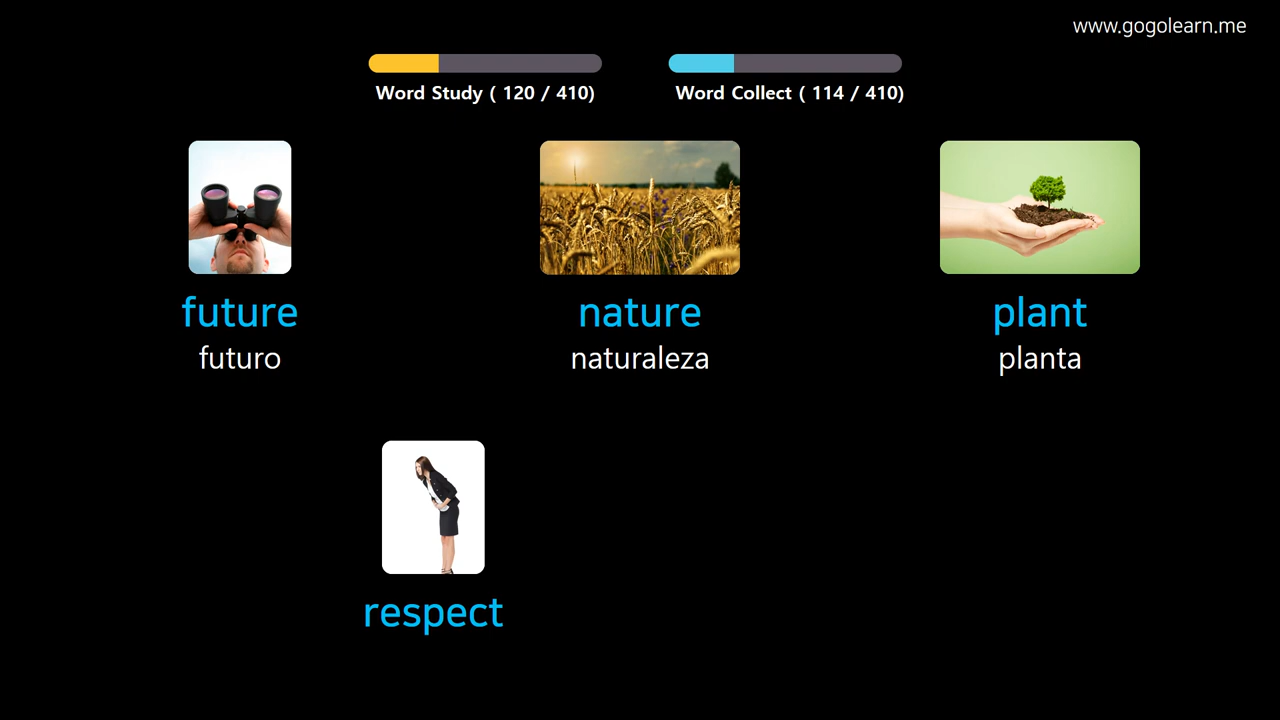 www.gogolearn.me
Word Study ( 120 / 410)
Word Collect ( 114 / 410)
future
nature
plant
futuro
naturaleza
planta
respect